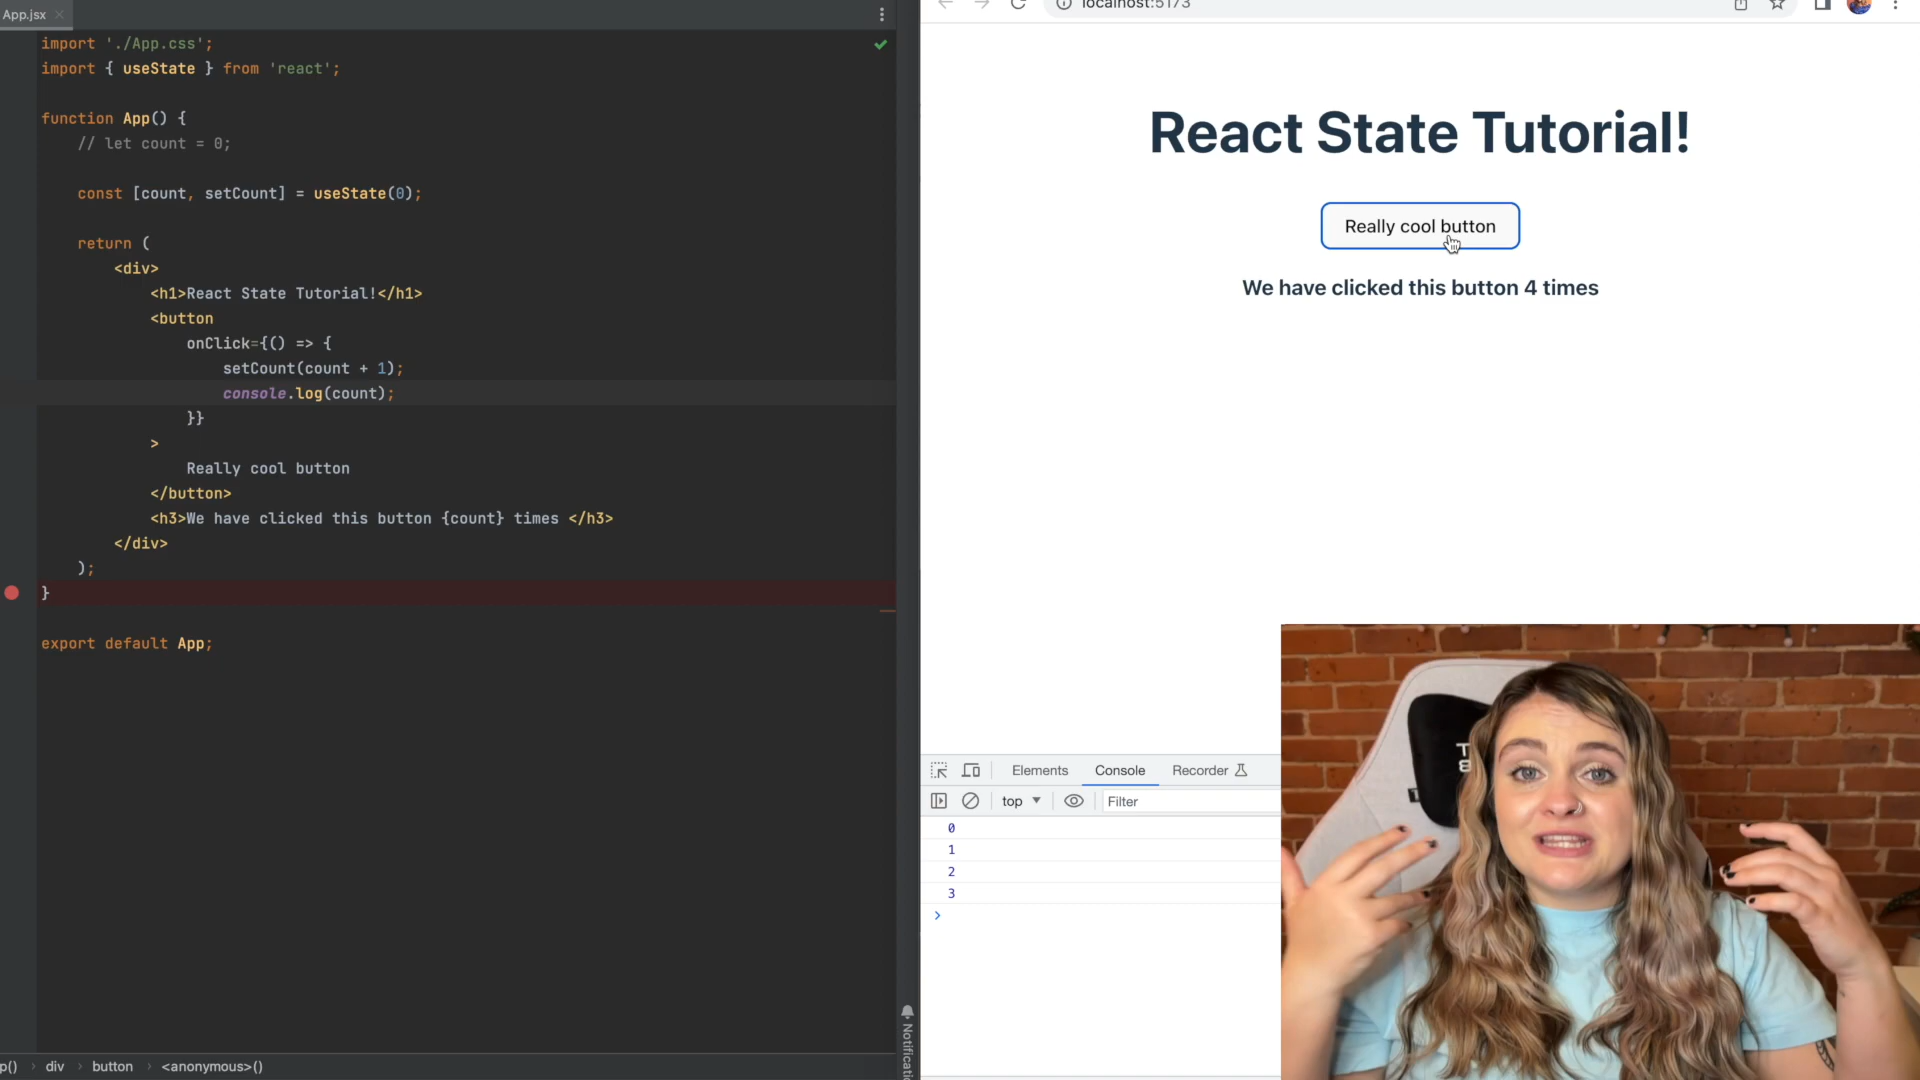 App.jsx
import './App.css';
import { useState } from 'react';
function App() {
// let count = 0;
const [count, setCount] = useState(0);
return (
<div>
<h1>React State Tutorial!</h1>
<button
onClick={() => {
setCount(count + 1);
console.log(count);
}}
>
Really cool button
</button>
<h3>We have clicked this button {count} times </h3>
</div>
);
}
export default App;
p() › div › button › <anonymous>()
localhost:5173
React State Tutorial!
Really cool button
We have clicked this button 4 times
Elements Console Recorder
top Filter
0
1
2
3